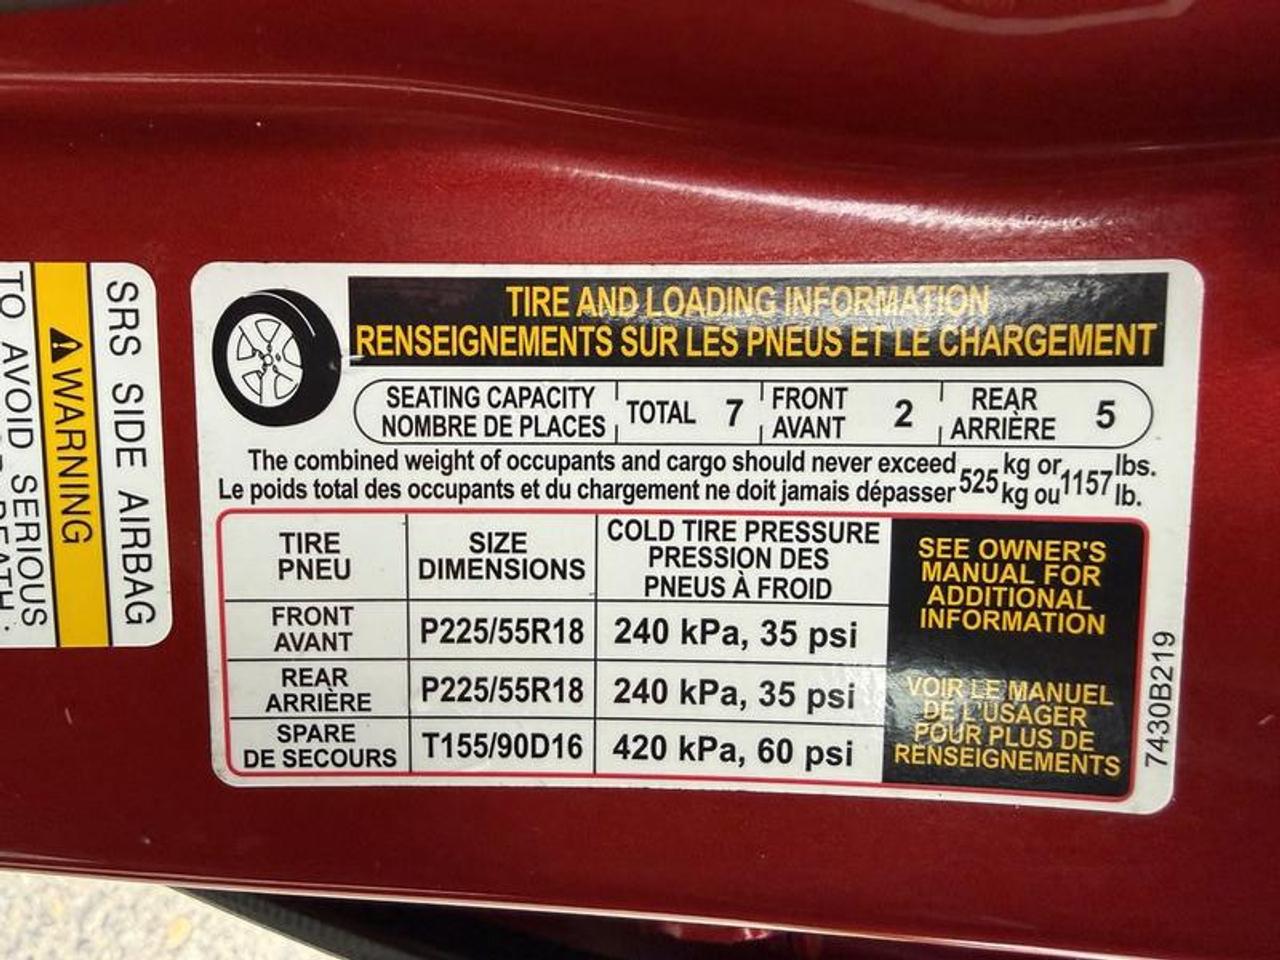 TIRE AND LOADING INFORMATION
RENSEIGNEMENTS SUR LES PNEUS ET LE CHARGEMENT
SEATING CAPACITY
NOMBRE DE PLACES
TOTAL 7
FRONT
AVANT
2
REAR
ARRIÈRE
5
The combined weight of occupants and cargo should never exceed 525 kg or 1157 lbs.
Le poids total des occupants et du chargement ne doit jamais dépasser 525 kg ou 1157 lb.
TIRE
PNEU
SIZE
DIMENSIONS
COLD TIRE PRESSURE
PRESSION DES
PNEUS À FROID
FRONT
AVANT
P225/55R18
240 kPa, 35 psi
REAR
ARRIÈRE
P225/55R18
240 kPa, 35 psi
SPARE
DE SECOURS
T155/90D16
420 kPa, 60 psi
SEE OWNER'S
MANUAL FOR
ADDITIONAL
INFORMATION
VOIR LE MANUEL
DE L'USAGER
POUR PLUS DE
RENSEIGNEMENTS
7430B219
SRS SIDE AIRBAG
WARNING
TO AVOID SERIOUS